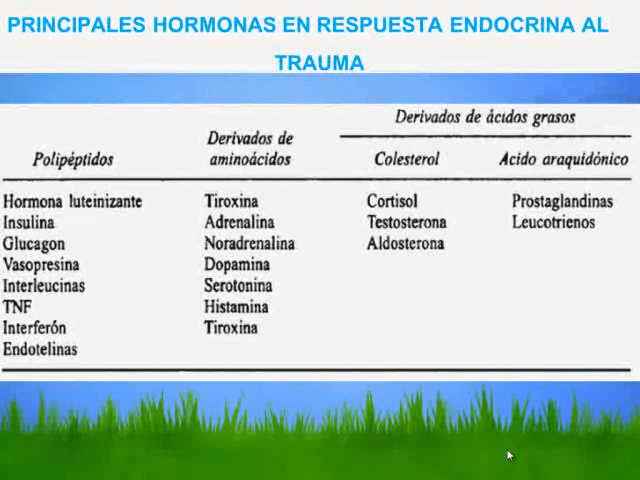 PRINCIPALES HORMONAS EN RESPUESTA ENDOCRINA AL
TRAUMA
Derivados de ácidos grasos
Polipéptidos
Derivados de
aminoácidos
Colesterol
Acido araquidónico
Hormona luteinizante Tiroxina Cortisol Prostaglandinas
Insulina Adrenalina Testosterona Leucotrienos
Glucagon Noradrenalina Aldosterona
Vasopresina Dopamina
Interleucinas Serotonina
TNF Histamina
Interferón Tiroxina
Endotelinas